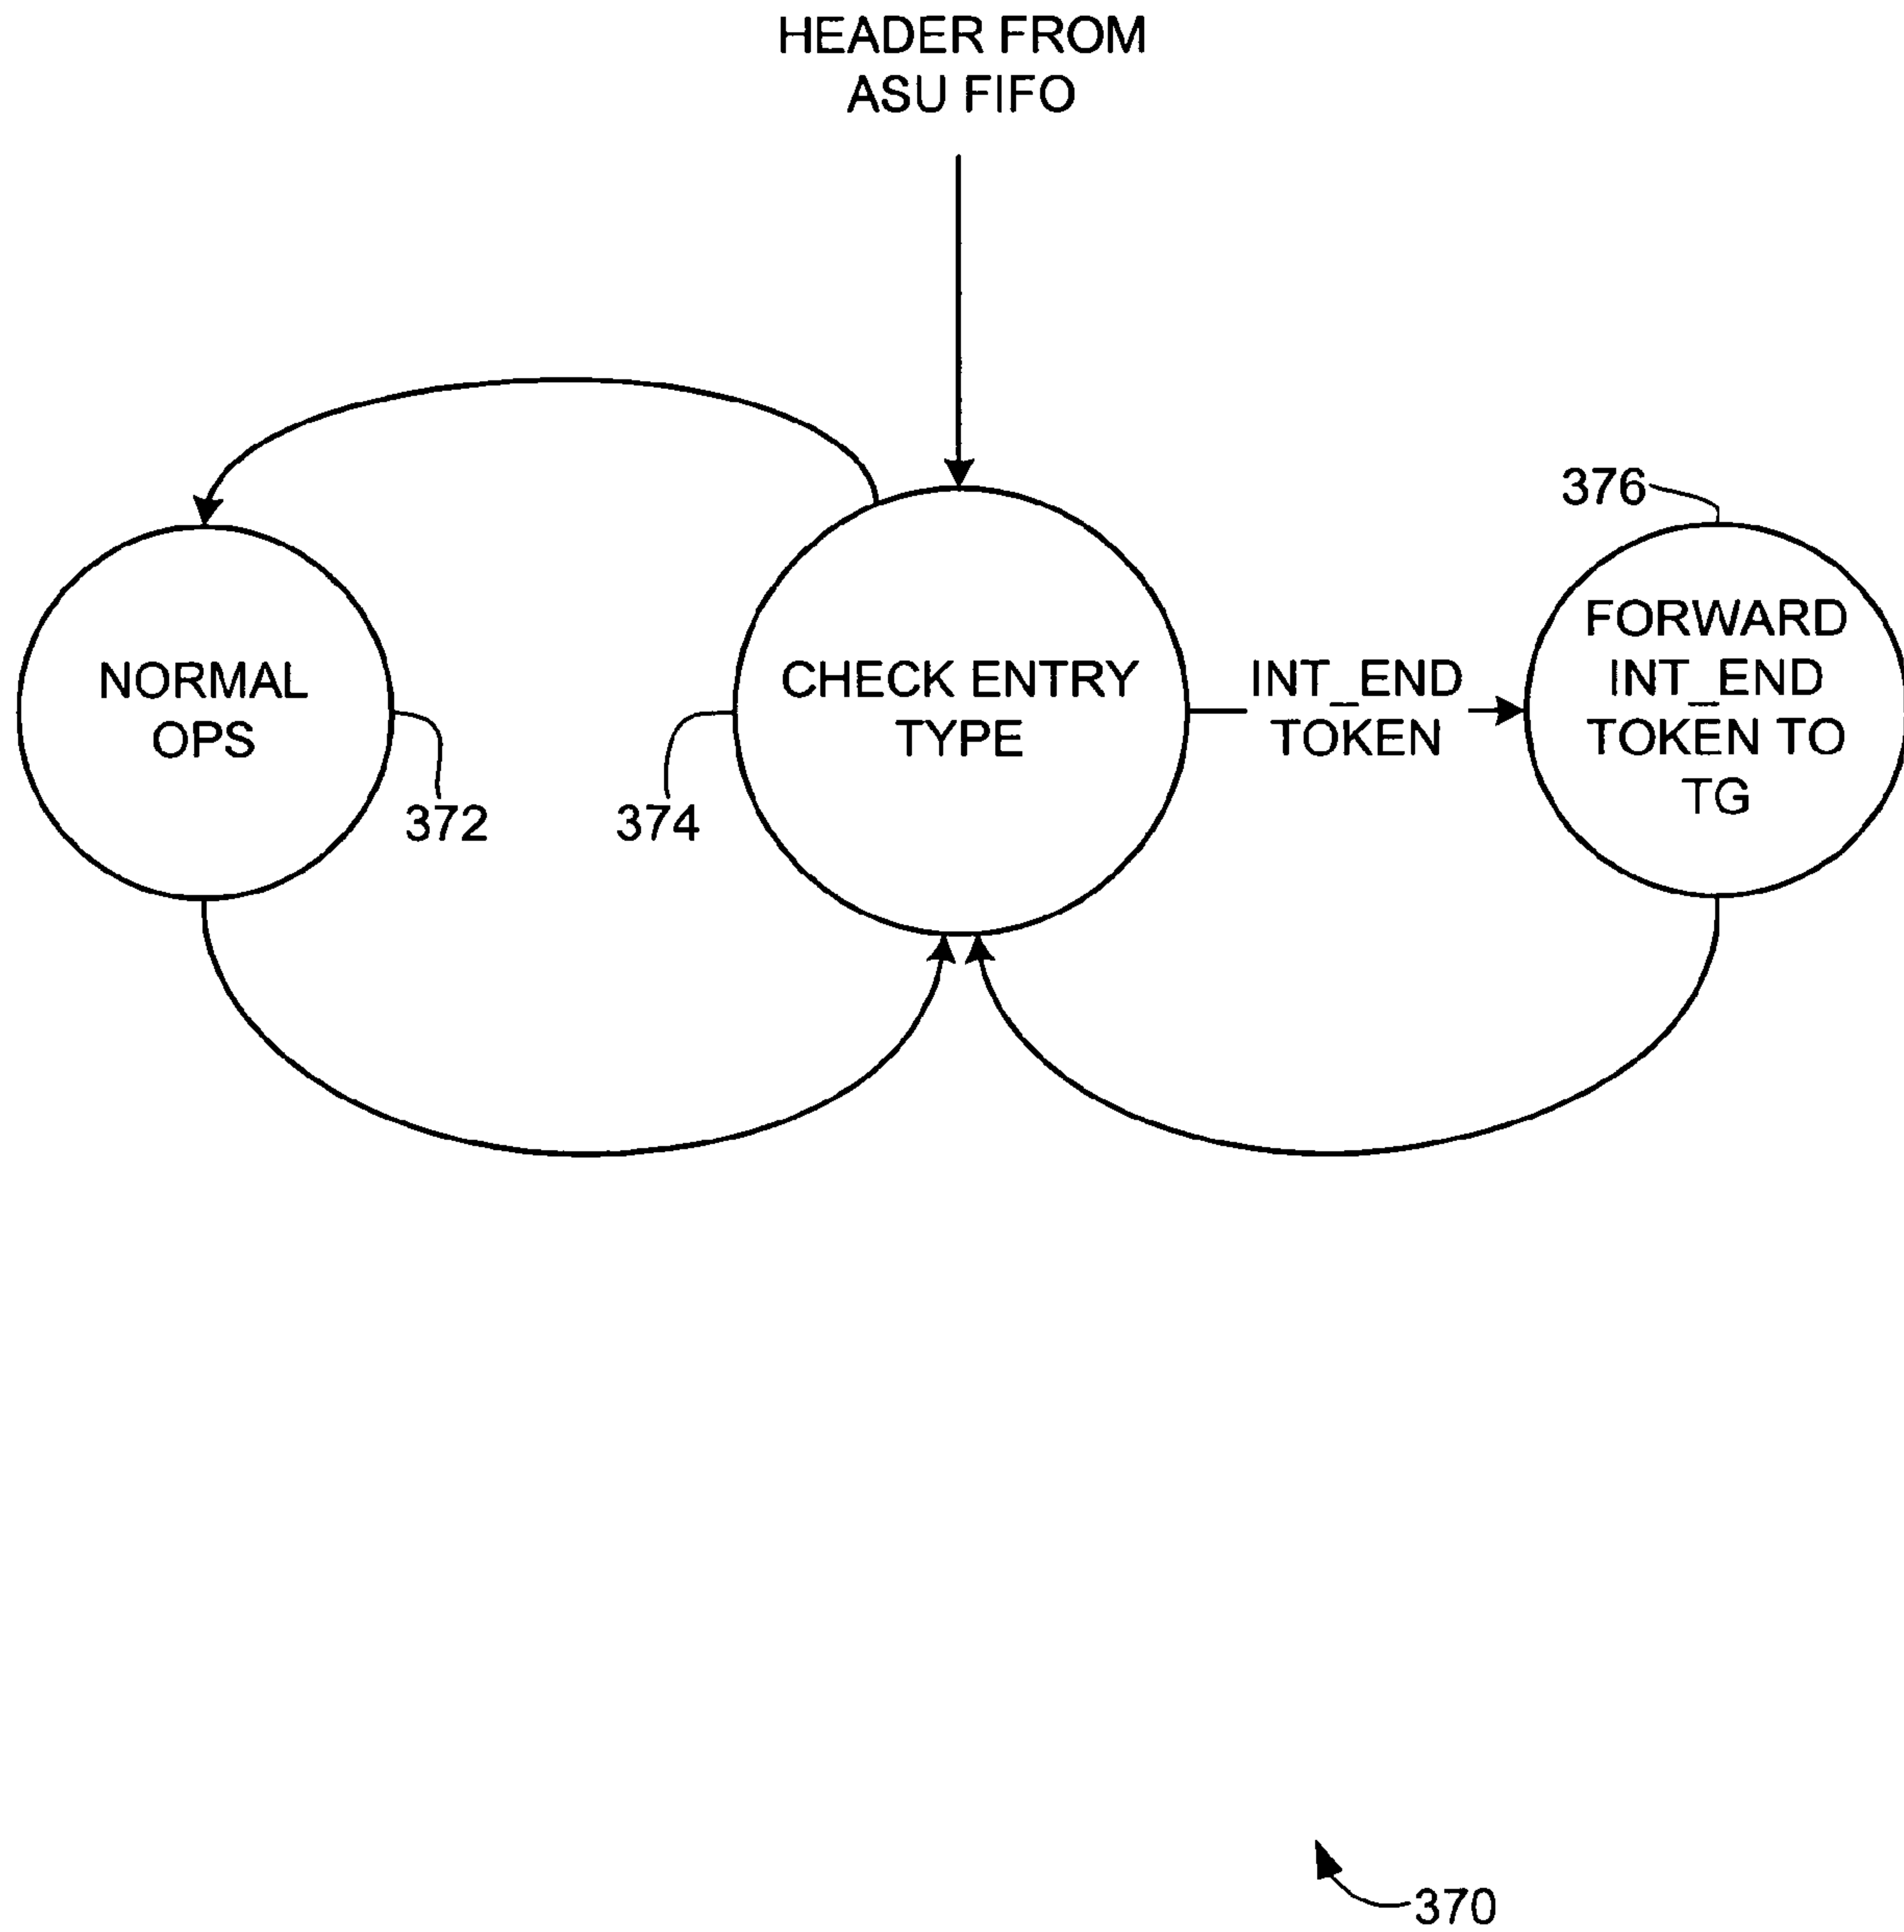 HEADER FROM
ASU FIFO
376
NORMAL
OPS
372
374
CHECK ENTRY
TYPE
INT_END
TOKEN
FORWARD
INT_END
TOKEN TO
TG
370